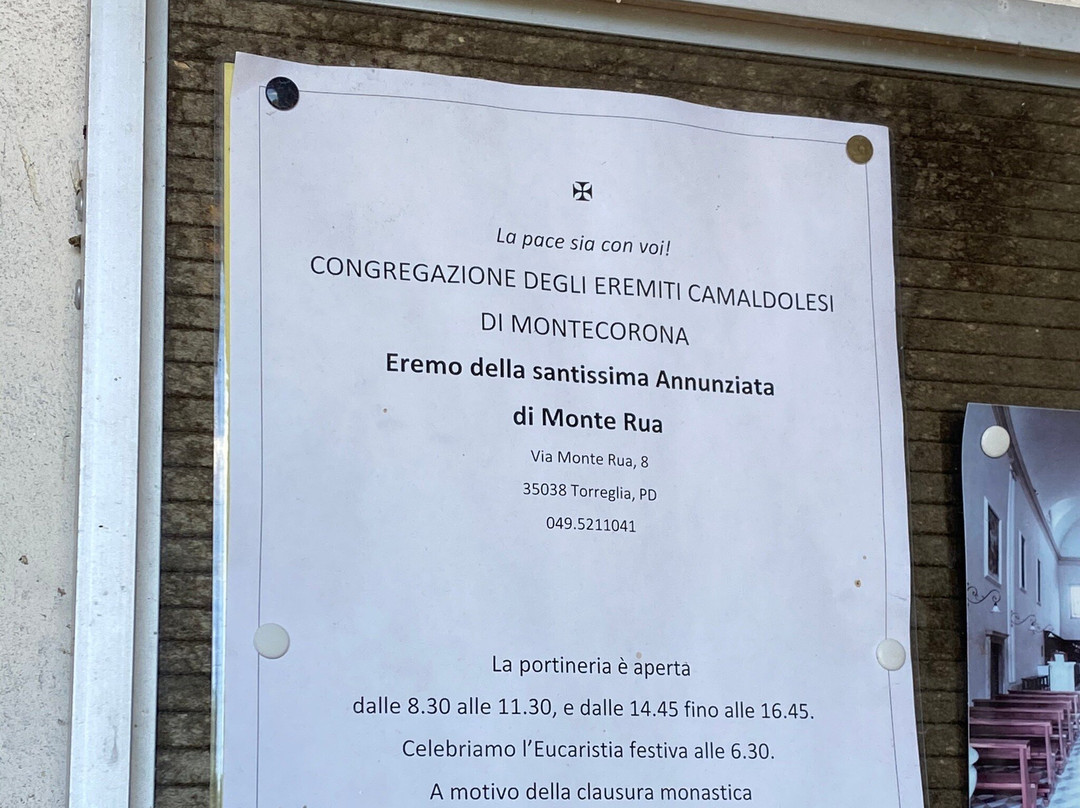 La pace sia con voi!
CONGREGAZIONE DEGLI EREMITI CAMALDOLESI
DI MONTECORONA
Eremo della santissima Annunziata
di Monte Rua
Via Monte Rua, 8
35038 Torreglia, PD
049.5211041
La portineria è aperta
dalle 8.30 alle 11.30, e dalle 14.45 fino alle 16.45.
Celebriamo l’Eucaristia festiva alle 6.30.
A motivo della clausura monastica